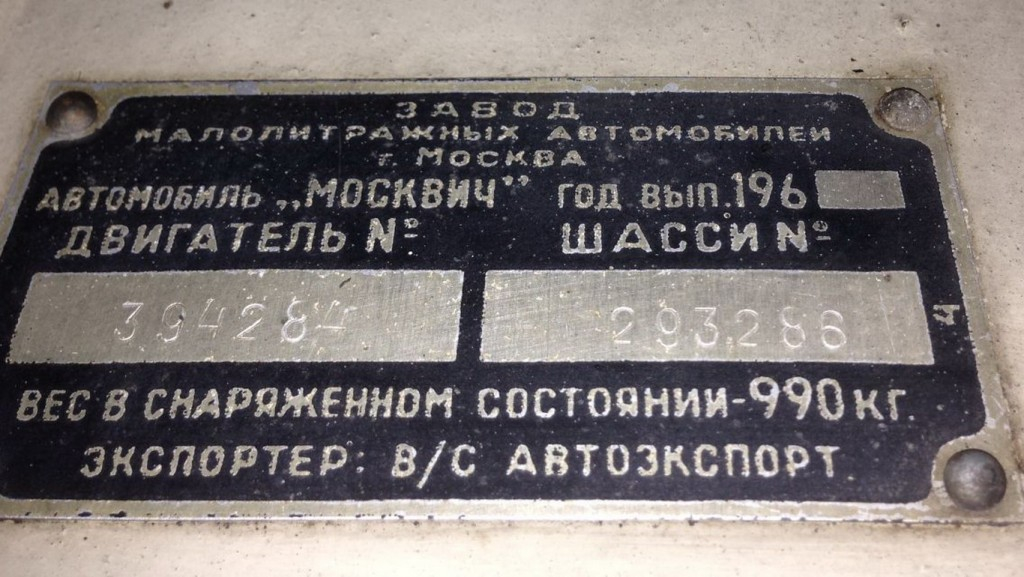 ЗАВОД
МАЛОЛИТРАЖНЫХ АВТОМОБИЛЕЙ
г. МОСКВА
АВТОМОБИЛЬ „МОСКВИЧ” ГОД ВЫП. 196
ДВИГАТЕЛЬ № ШАССИ №
394284 293286
А
ВЕС В СНАРЯЖЕННОМ СОСТОЯНИИ-990 КГ.
ЭКСПОРТЕР: В/С АВТОЭКСПОРТ